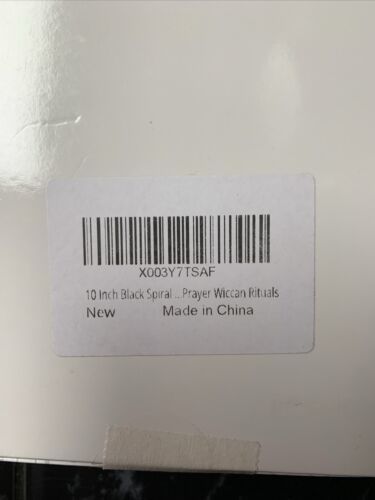 X003Y7TSAF
10 Inch Black Spiral ... Prayer Wiccan Rituals
New Made in China